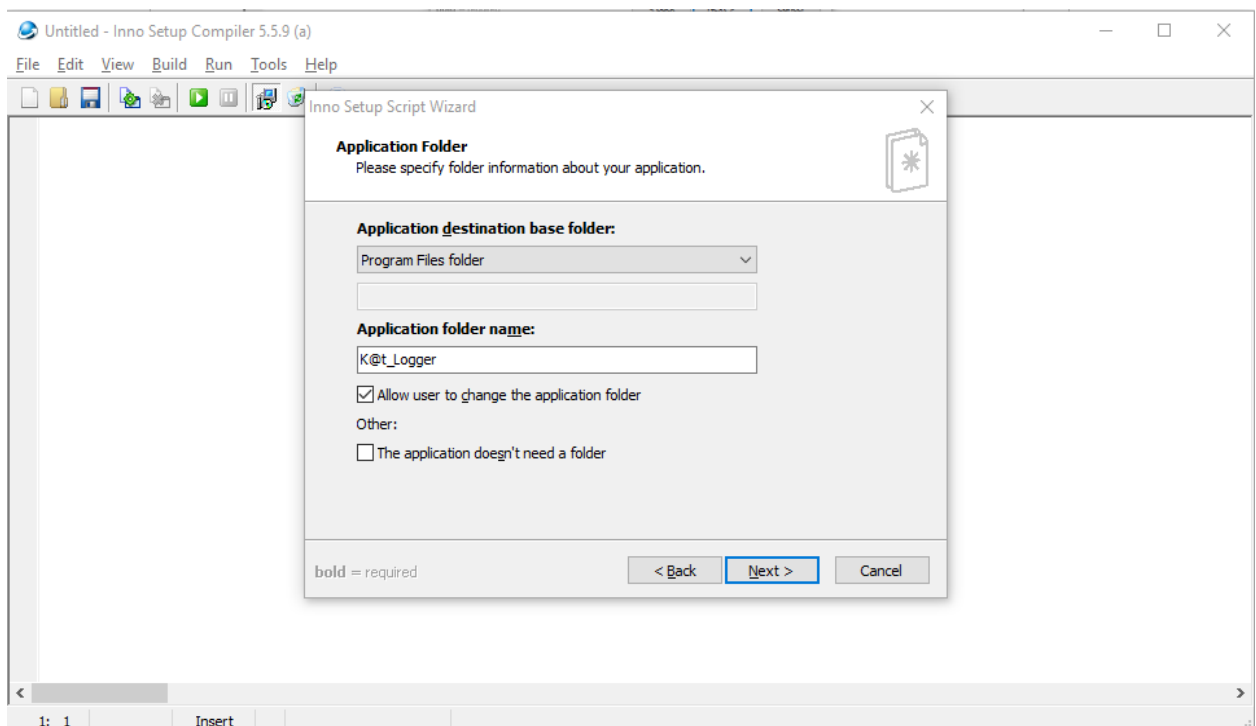 Untitled - Inno Setup Compiler 5.5.9 (a)
File Edit View Build Run Tools Help
Inno Setup Script Wizard
Application Folder
Please specify folder information about your application.
Application destination base folder:
Program Files folder
Application folder name:
K@t_Logger
Allow user to change the application folder
Other:
The application doesn't need a folder
bold = required
< Back Next > Cancel
1: 1 Insert